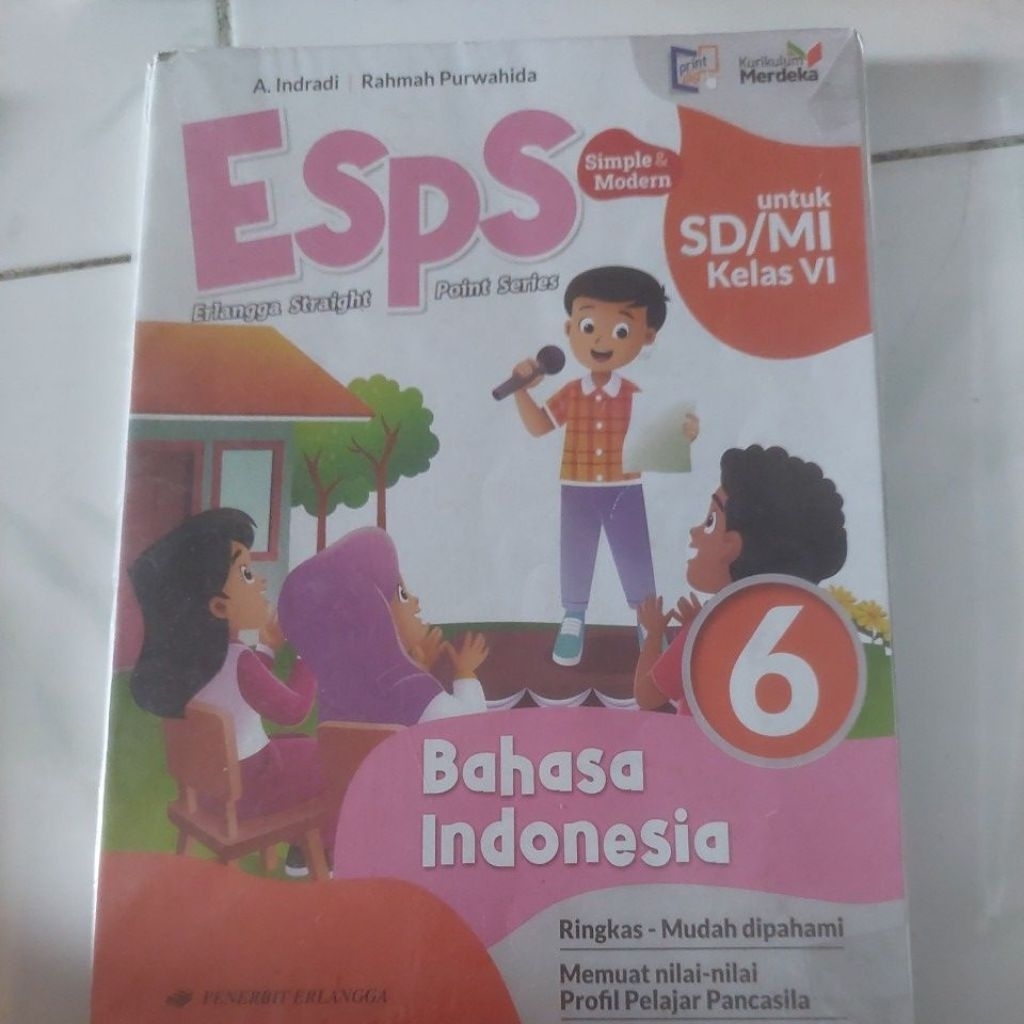 A. Indradi | Rahmah Purwahida
print
Kurikulum
Merdeka
ESPS
Simple &
Modern
Erlangga Straight Point Series
untuk
SD/MI
Kelas VI
6
Bahasa
Indonesia
Ringkas - Mudah dipahami
Memuat nilai-nilai
Profil Pelajar Pancasila
PENERBIT ERLANGGA